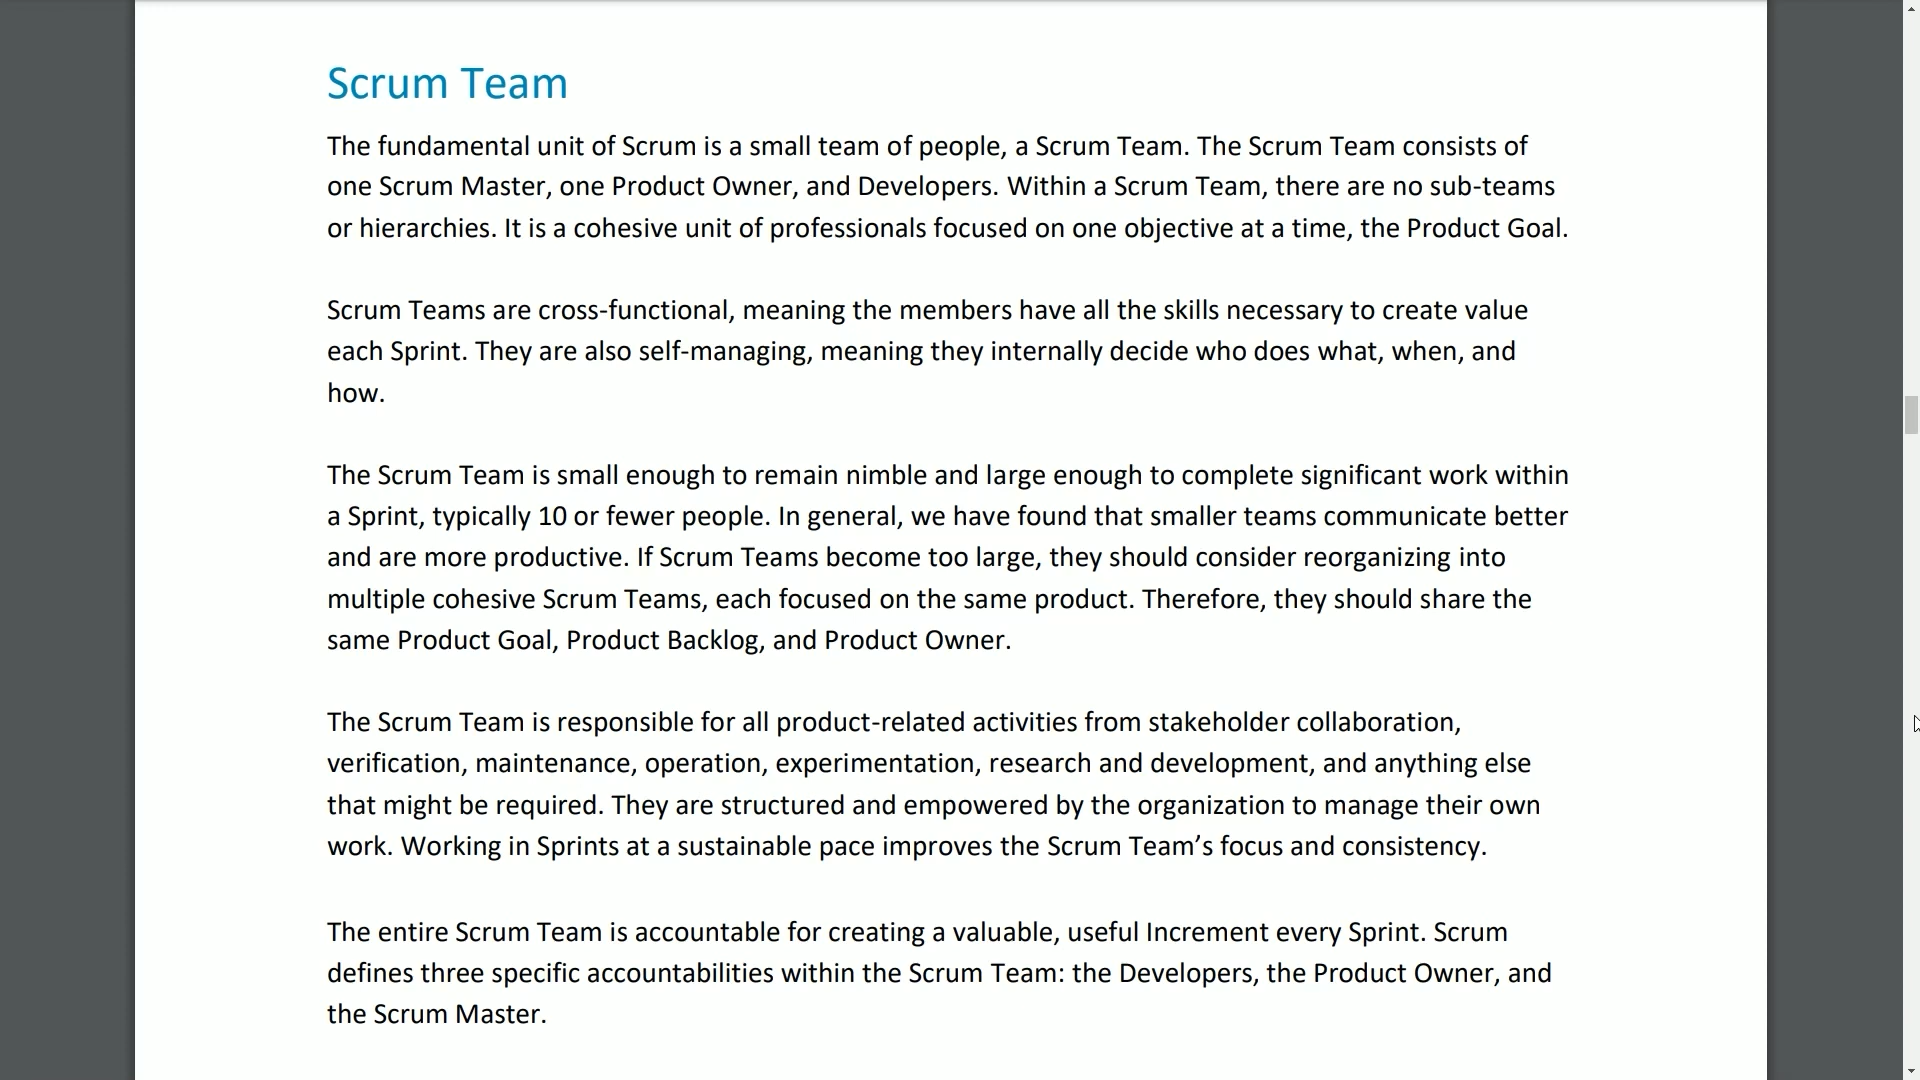 Scrum Team
The fundamental unit of Scrum is a small team of people, a Scrum Team. The Scrum Team consists of
one Scrum Master, one Product Owner, and Developers. Within a Scrum Team, there are no sub-teams
or hierarchies. It is a cohesive unit of professionals focused on one objective at a time, the Product Goal.
Scrum Teams are cross-functional, meaning the members have all the skills necessary to create value
each Sprint. They are also self-managing, meaning they internally decide who does what, when, and
how.
The Scrum Team is small enough to remain nimble and large enough to complete significant work within
a Sprint, typically 10 or fewer people. In general, we have found that smaller teams communicate better
and are more productive. If Scrum Teams become too large, they should consider reorganizing into
multiple cohesive Scrum Teams, each focused on the same product. Therefore, they should share the
same Product Goal, Product Backlog, and Product Owner.
The Scrum Team is responsible for all product-related activities from stakeholder collaboration,
verification, maintenance, operation, experimentation, research and development, and anything else
that might be required. They are structured and empowered by the organization to manage their own
work. Working in Sprints at a sustainable pace improves the Scrum Team’s focus and consistency.
The entire Scrum Team is accountable for creating a valuable, useful Increment every Sprint. Scrum
defines three specific accountabilities within the Scrum Team: the Developers, the Product Owner, and
the Scrum Master.